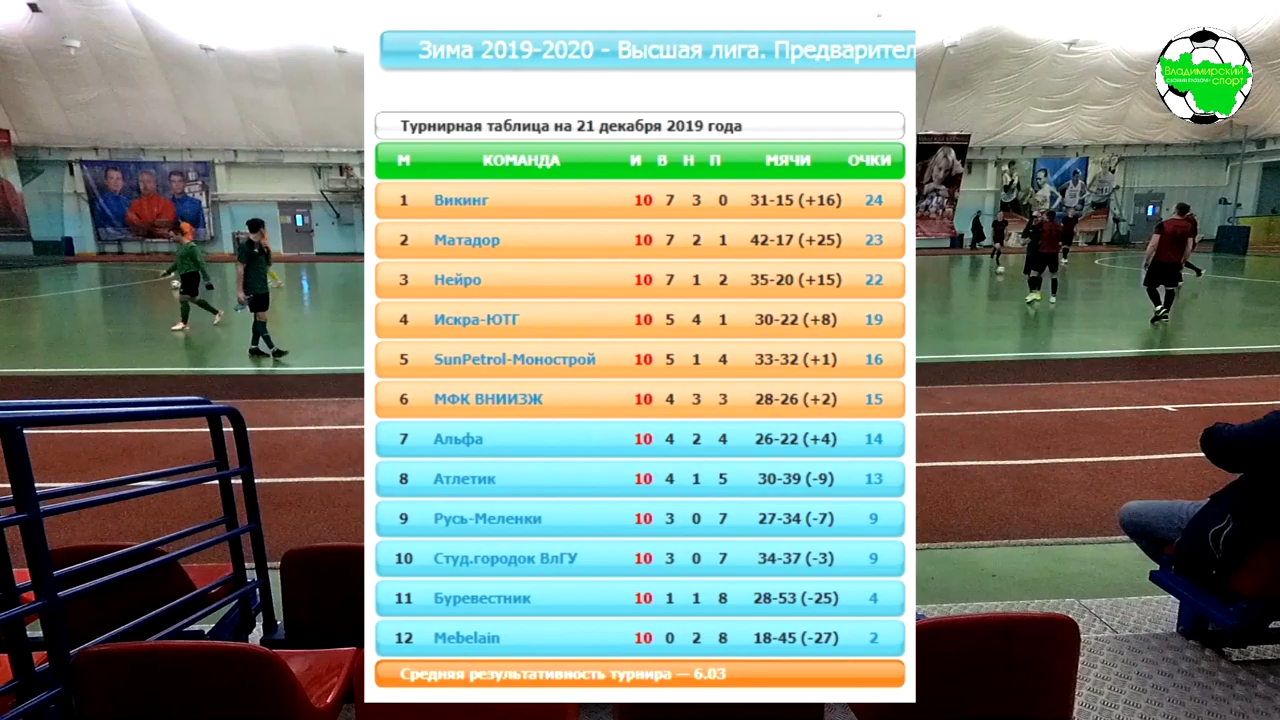 Зима 2019-2020 - Высшая лига. Предварител
Владимирский
спорт
Турнирная таблица на 21 декабря 2019 года
М КОМАНДА И В Н П МЯЧИ ОЧКИ
1 Викинг 10 7 3 0 31-15 (+16) 24
2 Матадор 10 7 2 1 42-17 (+25) 23
3 Нейро 10 7 1 2 35-20 (+15) 22
4 Искра-ЮТГ 10 5 4 1 30-22 (+8) 19
5 SunPetrol-Монострой 10 5 1 4 33-32 (+1) 16
6 МФК ВНИИЗЖ 10 4 3 3 28-26 (+2) 15
7 Альфа 10 4 2 4 26-22 (+4) 14
8 Атлетик 10 4 1 5 30-39 (-9) 13
9 Русь-Меленки 10 3 0 7 27-34 (-7) 9
10 Студ.городок ВлГУ 10 3 0 7 34-37 (-3) 9
11 Буревестник 10 1 1 8 28-53 (-25) 4
12 Mebelain 10 0 2 8 18-45 (-27) 2
Средняя результативность турнира — 6.03